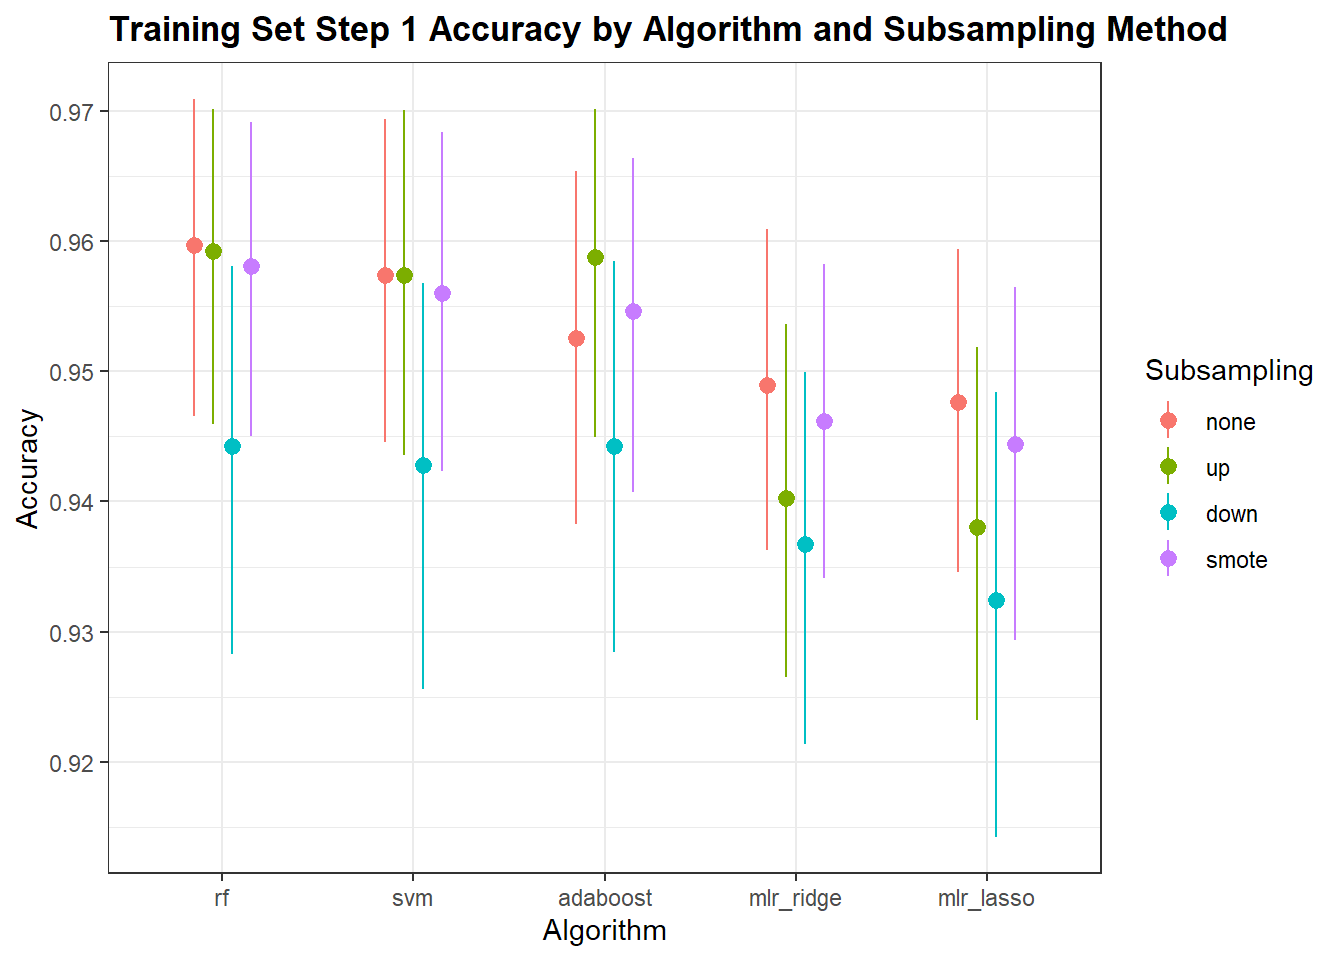 Training Set Step 1 Accuracy by Algorithm and Subsampling Method
0.97
0.96
0.95
0.94
0.93
0.92
Accuracy
rf svm adaboost mlr_ridge mlr_lasso
Algorithm
Subsampling
none
up
down
smote